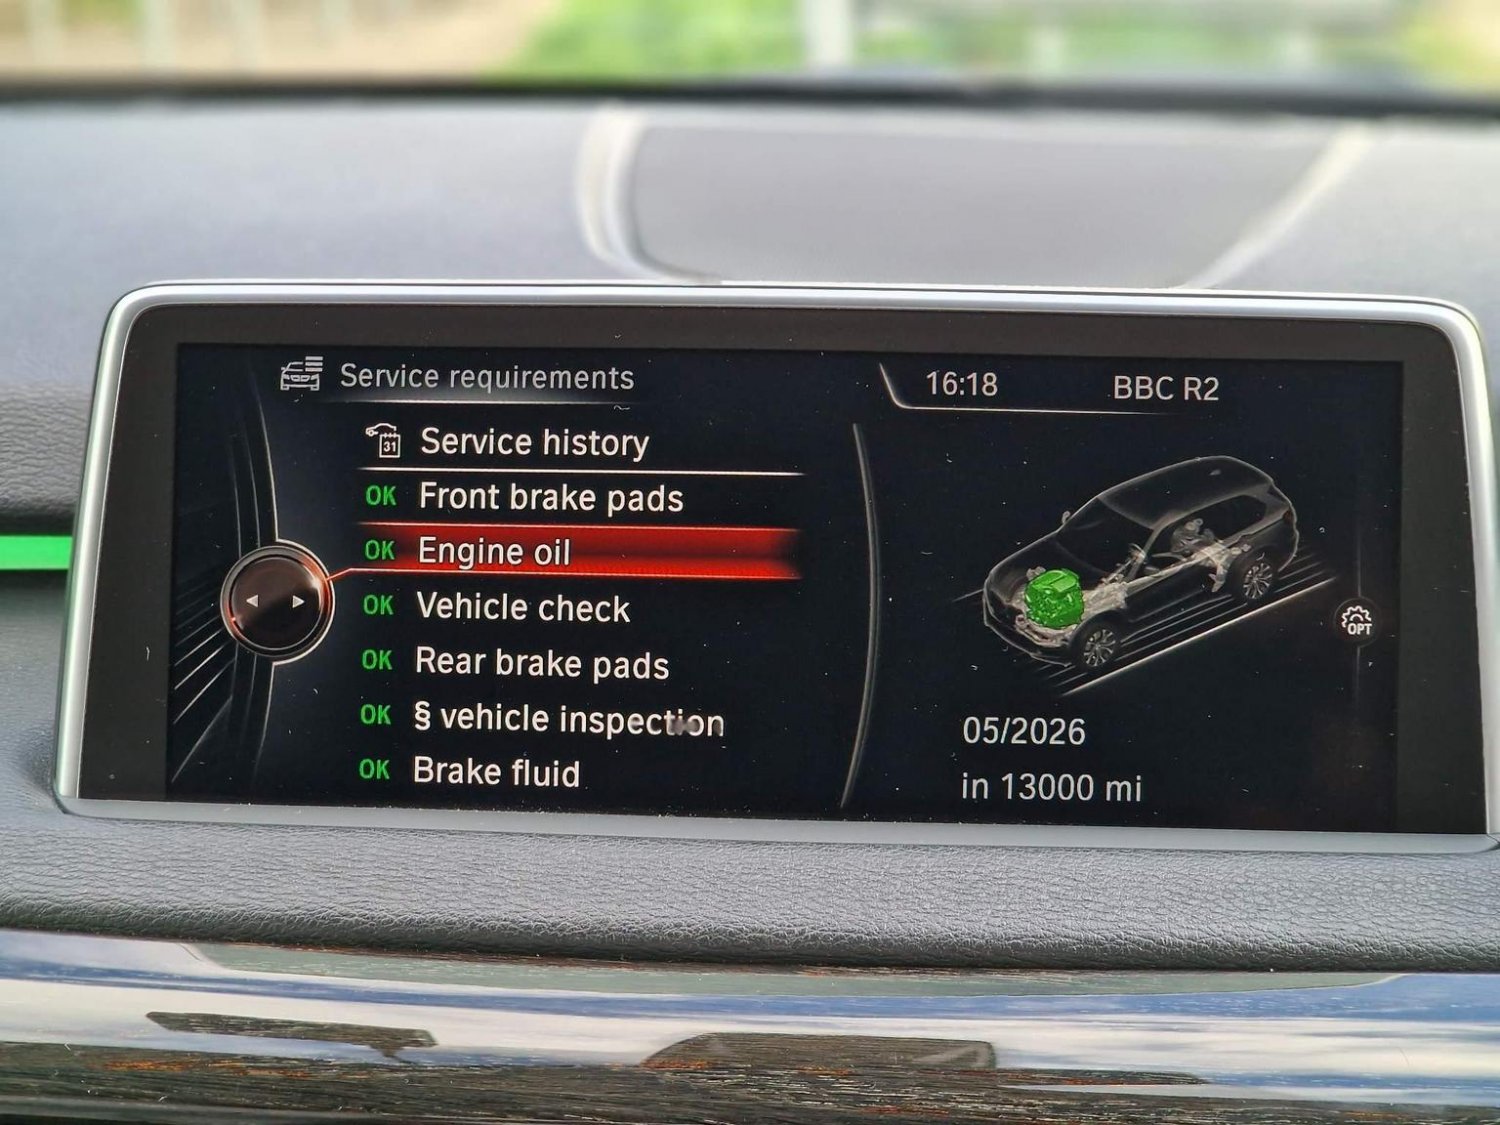 Service requirements
16:18 BBC R2
31 Service history
OK Front brake pads
OK Engine oil
OK Vehicle check
OK Rear brake pads
OK § vehicle inspection
OK Brake fluid
OPT
05/2026
in 13000 mi